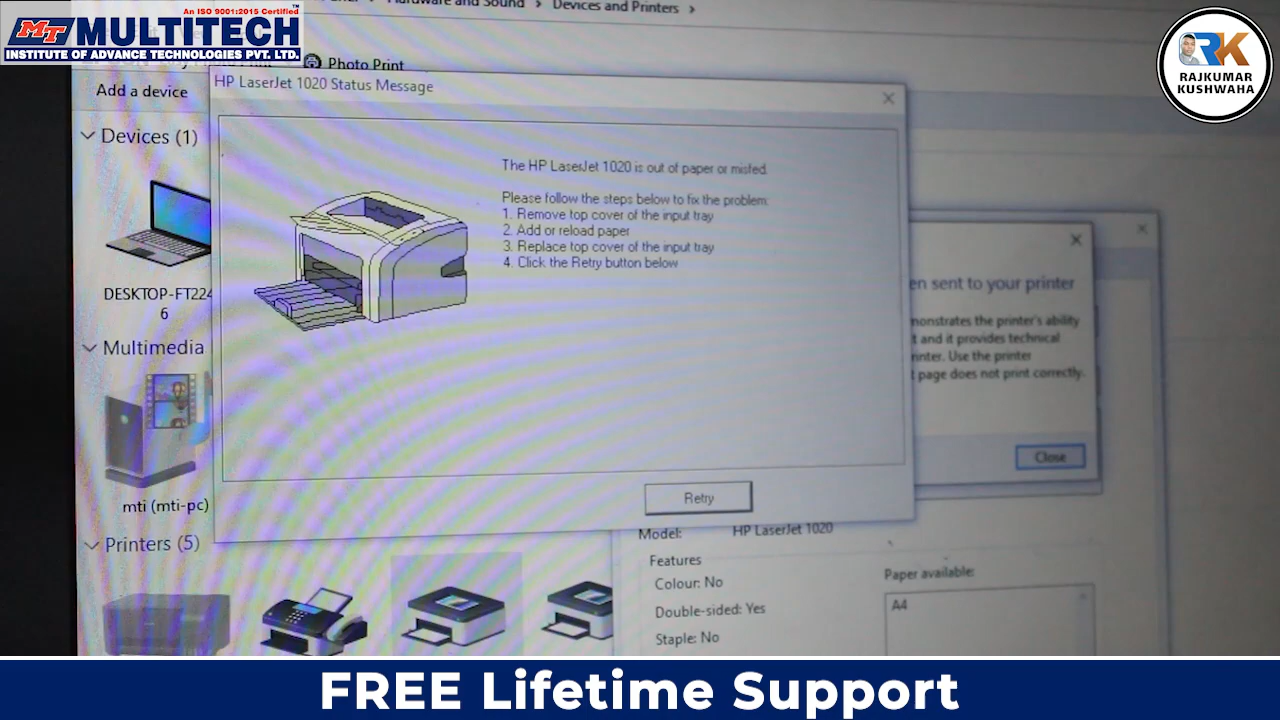 An ISO 9001:2015 Certified
MT MULTITECH
INSTITUTE OF ADVANCE TECHNOLOGIES PVT. LTD.
RK
RAJKUMAR
KUSHWAHA
Hardware and Sound > Devices and Printers >
Photo Print
Add a device
HP LaserJet 1020 Status Message
Devices (1)
The HP LaserJet 1020 is out of paper or misfed.
Please follow the steps below to fix the problem:
1. Remove top cover of the input tray
2. Add or reload paper
3. Replace top cover of the input tray
4. Click the Retry button below
en sent to your printer
monstrates the printer's ability
t and it provides technical
rinter. Use the printer
t page does not print correctly.
Close
DESKTOP-FT224
6
Multimedia
mti (mti-pc)
Retry
Printers (5)
Model: HP LaserJet 1020
Features
Colour: No
Double-sided: Yes
Staple: No
Paper available:
A4
FREE Lifetime Support